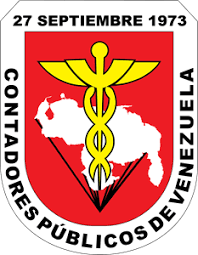 27 SEPTIEMBRE 1973
CONTADORES PÚBLICOS DE VENEZUELA